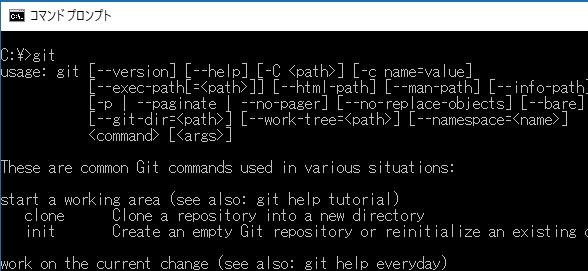 コマンドプロンプト
C:¥>git
usage: git [--version] [--help] [-C <path>] [-c name=value]
[--exec-path[=<path>]] [--html-path] [--man-path] [--info-path]
[-p | --paginate | --no-pager] [--no-replace-objects] [--bare]
[--git-dir=<path>] [--work-tree=<path>] [--namespace=<name>]
<command> [<args>]
These are common Git commands used in various situations:
start a working area (see also: git help tutorial)
clone Clone a repository into a new directory
init Create an empty Git repository or reinitialize an existing
work on the current change (see also: git help everyday)